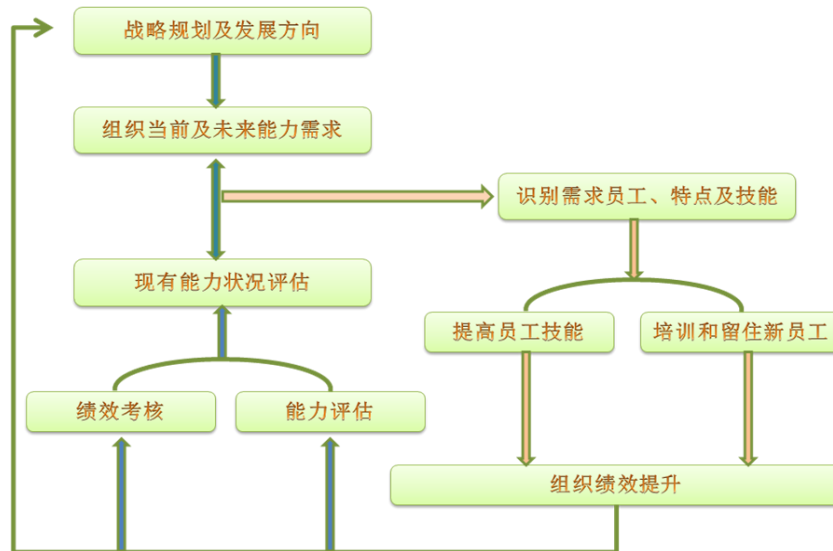 战略规划及发展方向
组织当前及未来能力需求
识别需求员工、特点及技能
现有能力状况评估
提高员工技能
培训和留住新员工
绩效考核
能力评估
组织绩效提升